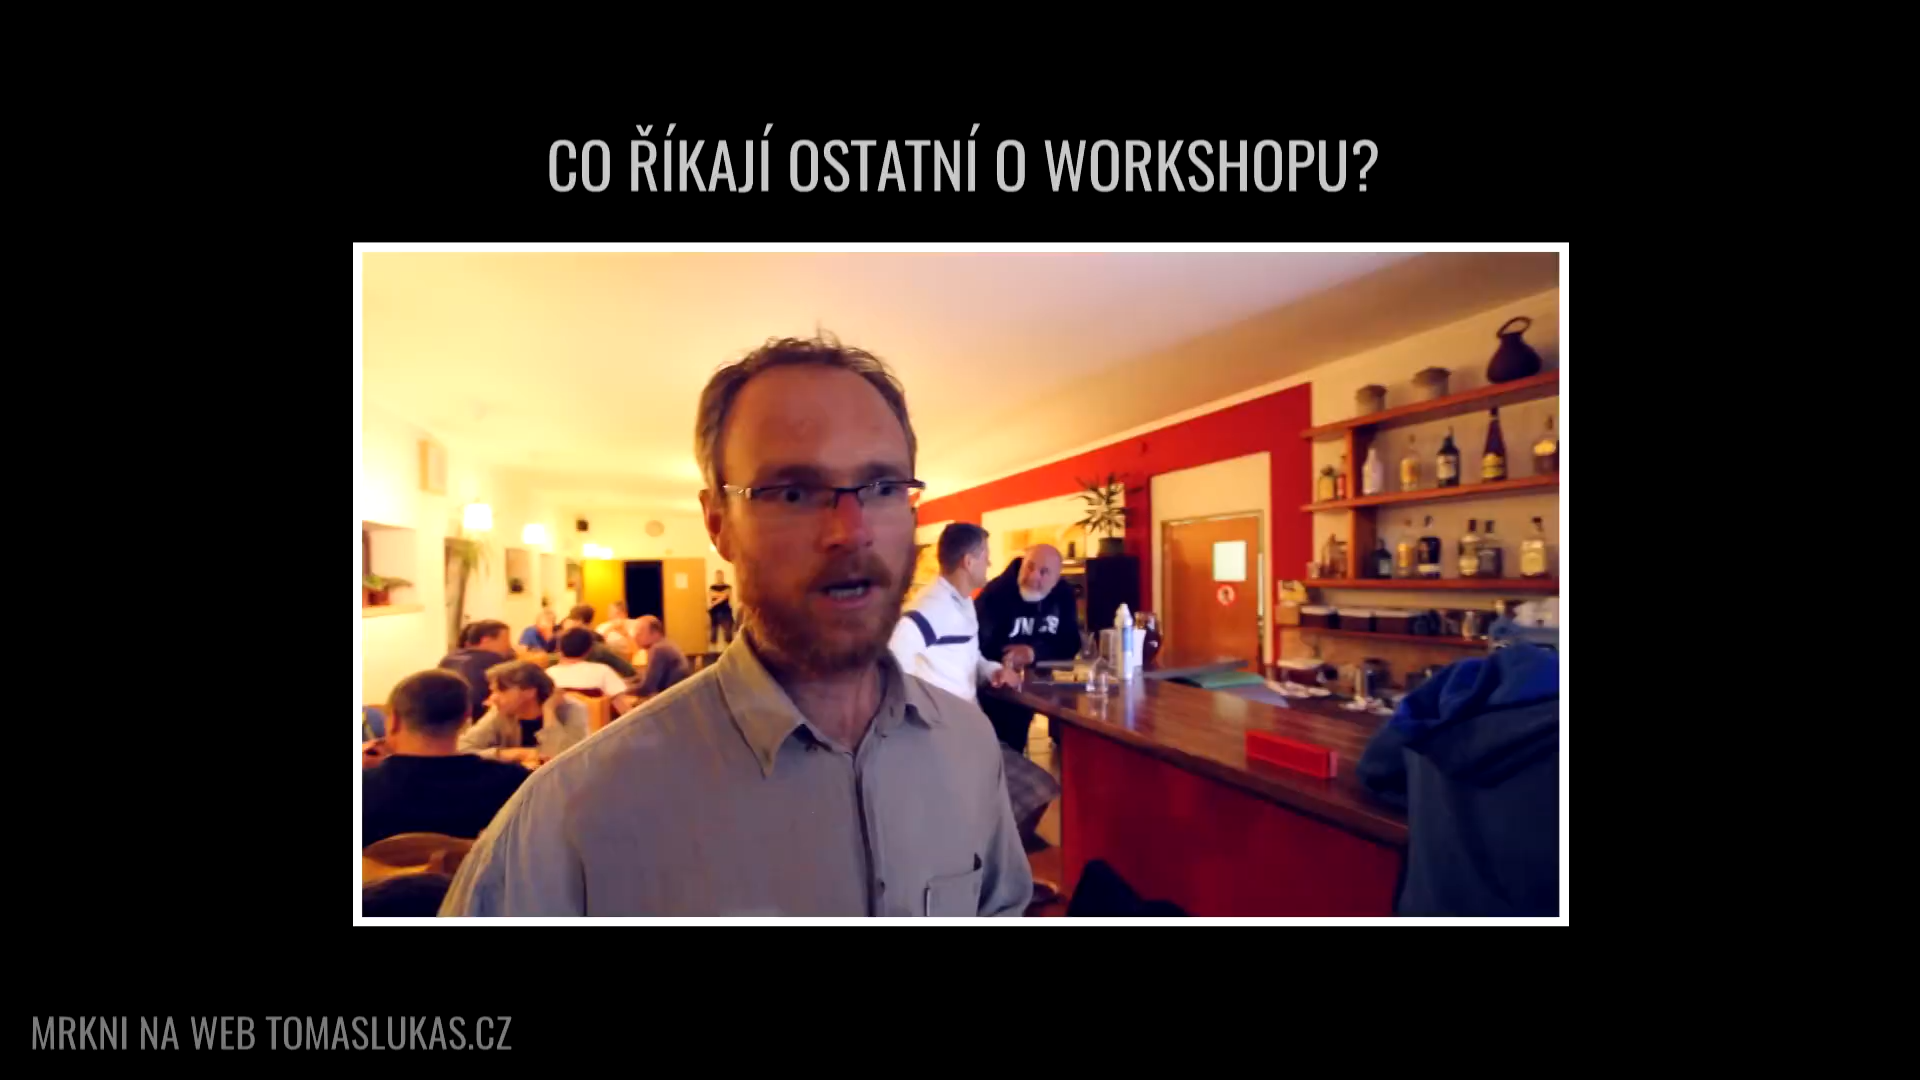 CO ŘÍKAJÍ OSTATNÍ O WORKSHOPU?
MRKNI NA WEB TOMASLUKAS.CZ